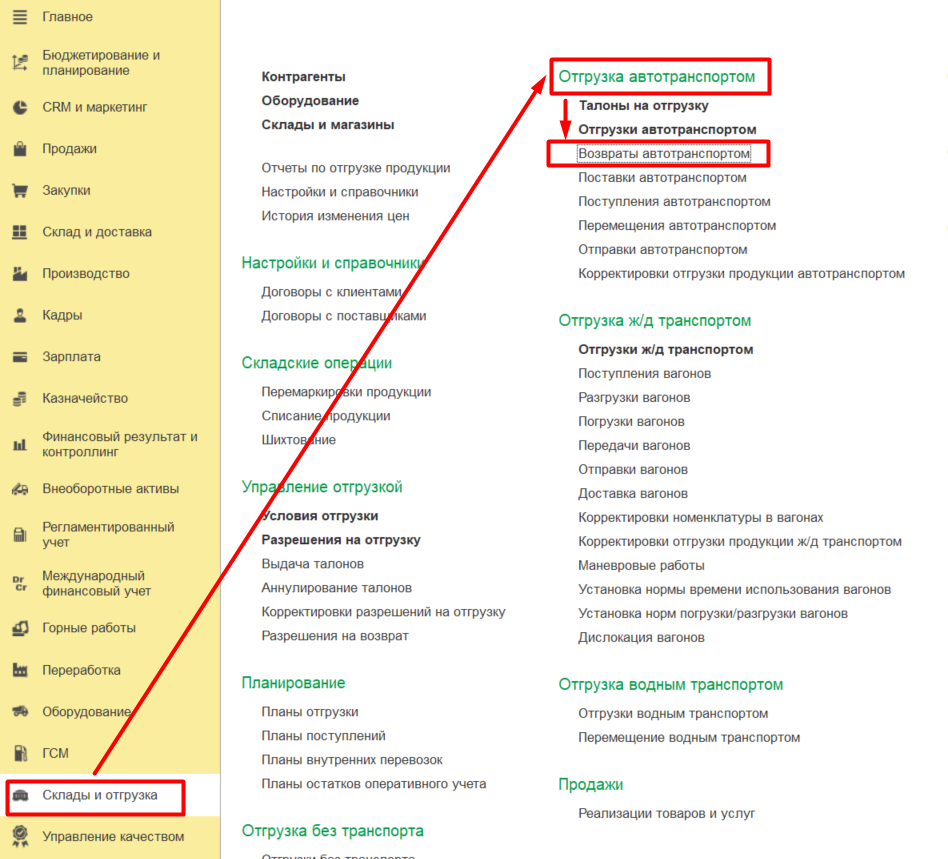 Главное
Бюджетирование и
планирование
CRM и маркетинг
Продажи
Закупки
Склад и доставка
Производство
Кадры
Зарплата
Казначейство
Финансовый результат и
контроллинг
Внеоборотные активы
Регламентированный
учет
Международный
финансовый учет
Горные работы
Переработка
Оборудование
ГСМ
Склады и отгрузка
Управление качеством
Контрагенты
Оборудование
Склады и магазины
Отчеты по отгрузке продукции
Настройки и справочники
История изменения цен
Настройки и справочники
Договоры с клиентами
Договоры с поставщиками
Складские операции
Перемаркировки продукции
Списание продукции
Шихтование
Управление отгрузкой
Условия отгрузки
Разрешения на отгрузку
Выдача талонов
Аннулирование талонов
Корректировки разрешений на отгрузку
Разрешения на возврат
Планирование
Планы отгрузки
Планы поступлений
Планы внутренних перевозок
Планы остатков оперативного учета
Отгрузка без транспорта
Отгрузки без транспорта
Отгрузка автотранспортом
Талоны на отгрузку
Отгрузки автотранспортом
Возвраты автотранспортом
Поставки автотранспортом
Поступления автотранспортом
Перемещения автотранспортом
Отправки автотранспортом
Корректировки отгрузки продукции автотранспортом
Отгрузка ж/д транспортом
Отгрузки ж/д транспортом
Поступления вагонов
Разгрузки вагонов
Погрузки вагонов
Передачи вагонов
Отправки вагонов
Доставка вагонов
Корректировки номенклатуры в вагонах
Корректировки отгрузки продукции ж/д транспортом
Маневровые работы
Установка нормы времени использования вагонов
Установка норм погрузки/разгрузки вагонов
Дислокация вагонов
Отгрузка водным транспортом
Отгрузки водным транспортом
Перемещение водным транспортом
Продажи
Реализации товаров и услуг